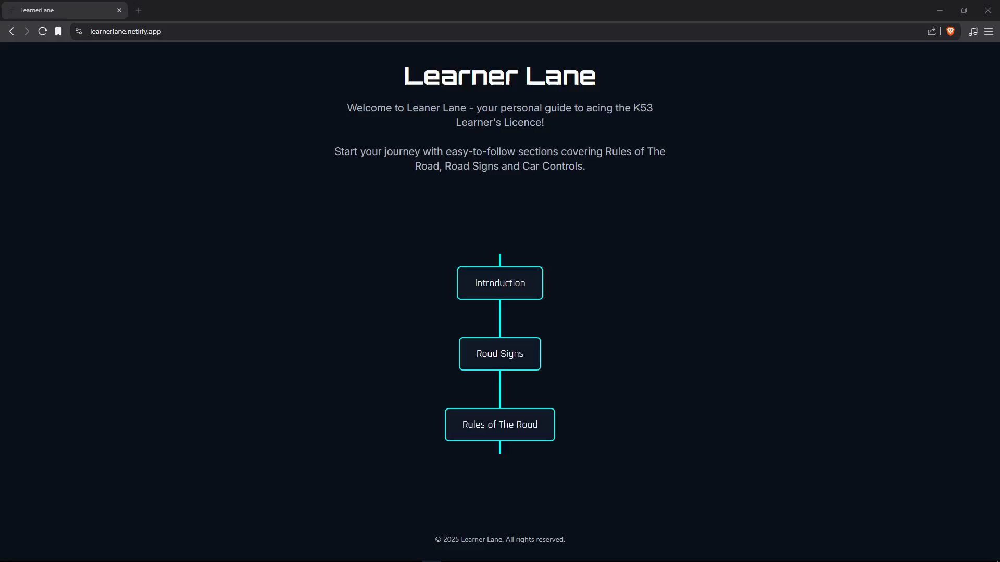 LearnerLane
learnerlane.netlify.app
Learner Lane
Welcome to Leaner Lane - your personal guide to acing the K53
Learner's Licence!
Start your journey with easy-to-follow sections covering Rules of The
Road, Road Signs and Car Controls.
Introduction
Road Signs
Rules of The Road
© 2025 Learner Lane. All rights reserved.